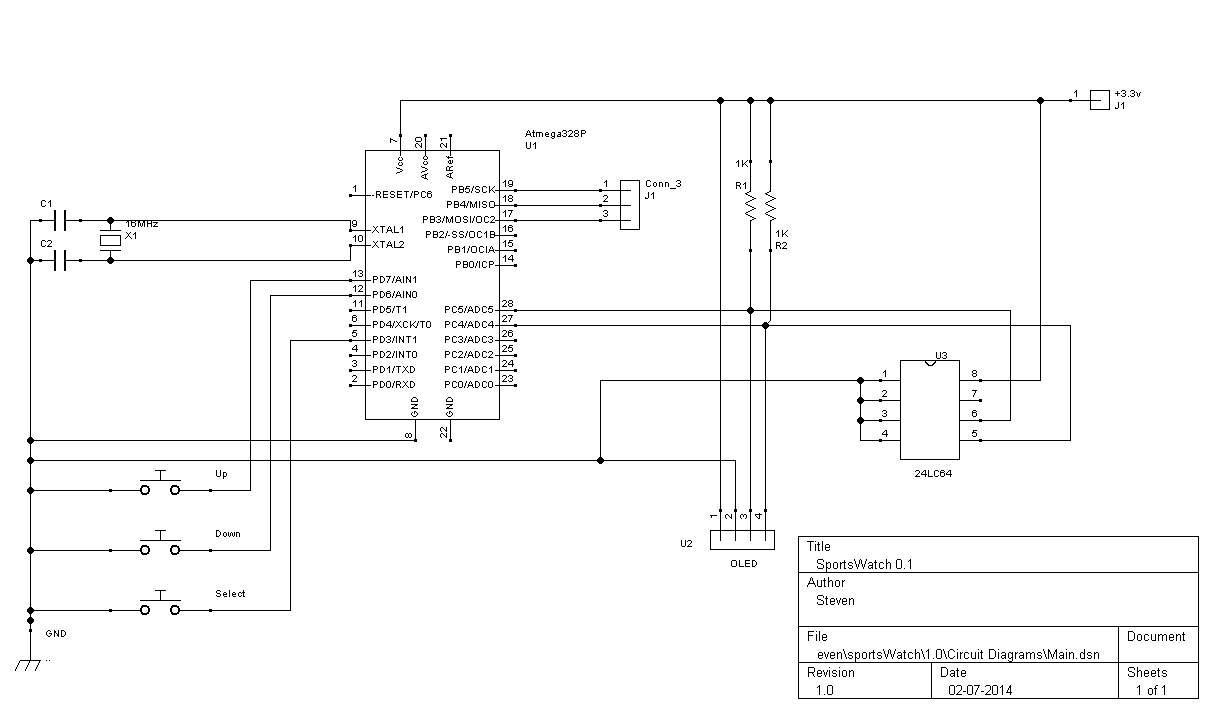 1
+3.3v
J1
Atmega328P
U1
7
20
21
Vcc
AVcc
ARef
1
-RESET/PC6
9
XTAL1
10
XTAL2
13
PD7/AIN1
12
PD6/AIN0
11
PD5/T1
6
PD4/XCK/T0
5
PD3/INT1
4
PD2/INT0
3
PD1/TXD
2
PD0/RXD
PB5/SCK
19
PB4/MISO
18
PB3/MOSI/OC2
17
PB2/-SS/OC1B
16
PB1/OCIA
15
PB0/ICP
14
PC5/ADC5
28
PC4/ADC4
27
PC3/ADC3
26
PC2/ADC2
25
PC1/ADC1
24
PC0/ADC0
23
GND
GND
8
22
1
2
3
Conn_3
J1
1K
R1
1K
R2
C1
C2
16MHz
X1
U3
1
2
3
4
8
7
6
5
24LC64
Up
Down
Select
GND
1
2
3
4
U2
OLED
Title
SportsWatch 0.1
Author
Steven
File
even\sportsWatch\1.0\Circuit Diagrams\Main.dsn
Document
Revision
1.0
Date
02-07-2014
Sheets
1 of 1